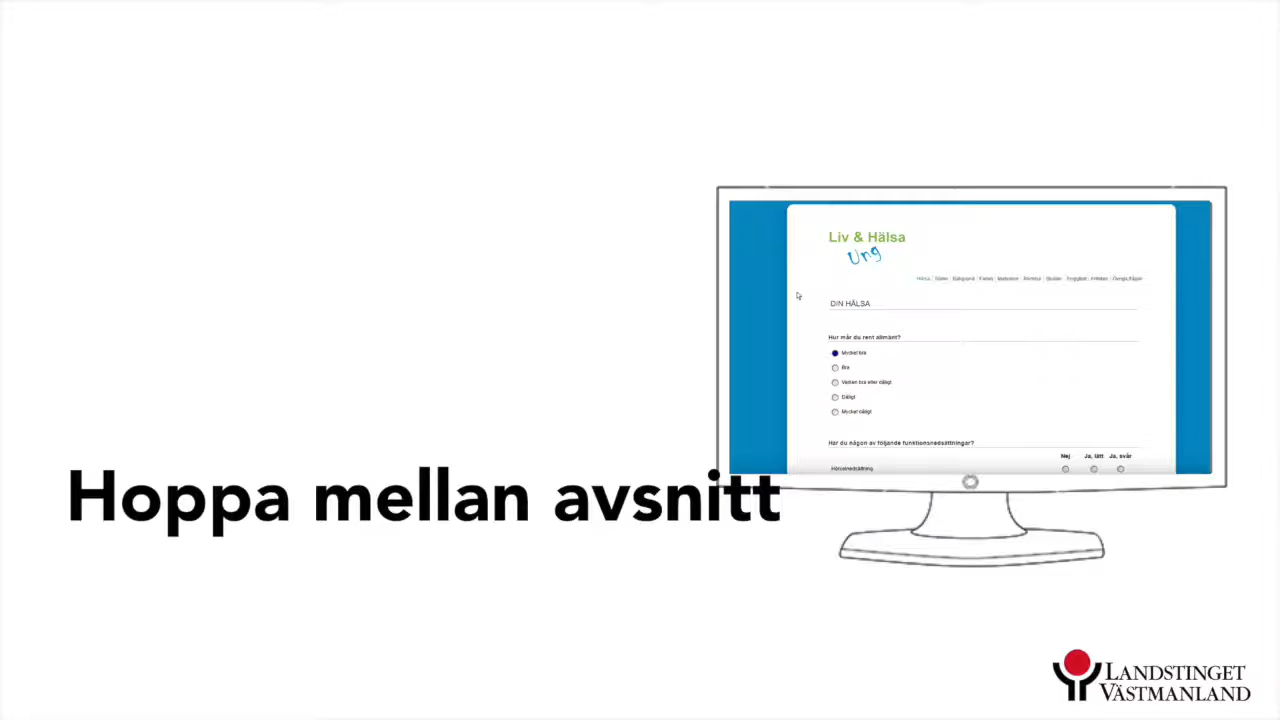 Liv & Hälsa
Ung
DIN HÄLSA
Hur mår du rent allmänt?
Mycket bra
Bra
Varken bra eller dåligt
Dåligt
Mycket dåligt
Har du någon av följande funktionsnedsättningar?
Nej Ja, lätt Ja, svår
Hörselnedsättning
Hoppa mellan avsnitt
LANDSTINGET
VÄSTMANLAND